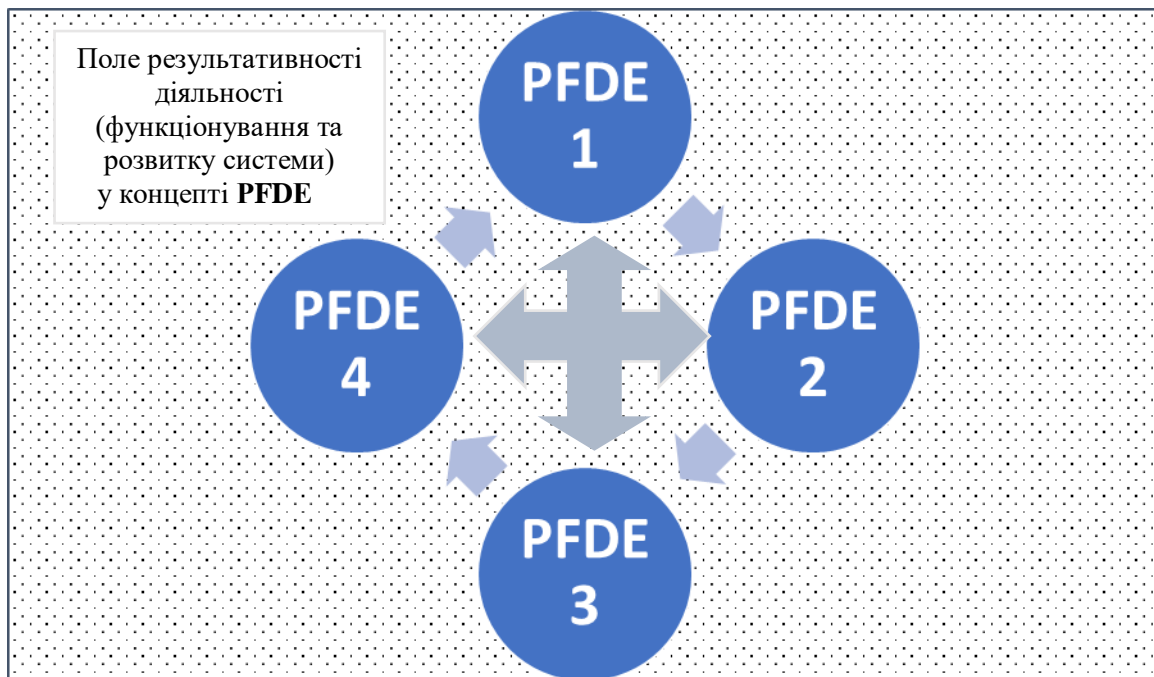 Поле результативності
діяльності
(функціонування та
розвитку системи)
у концепті PFDE
PFDE
1
PFDE
4
PFDE
2
PFDE
3